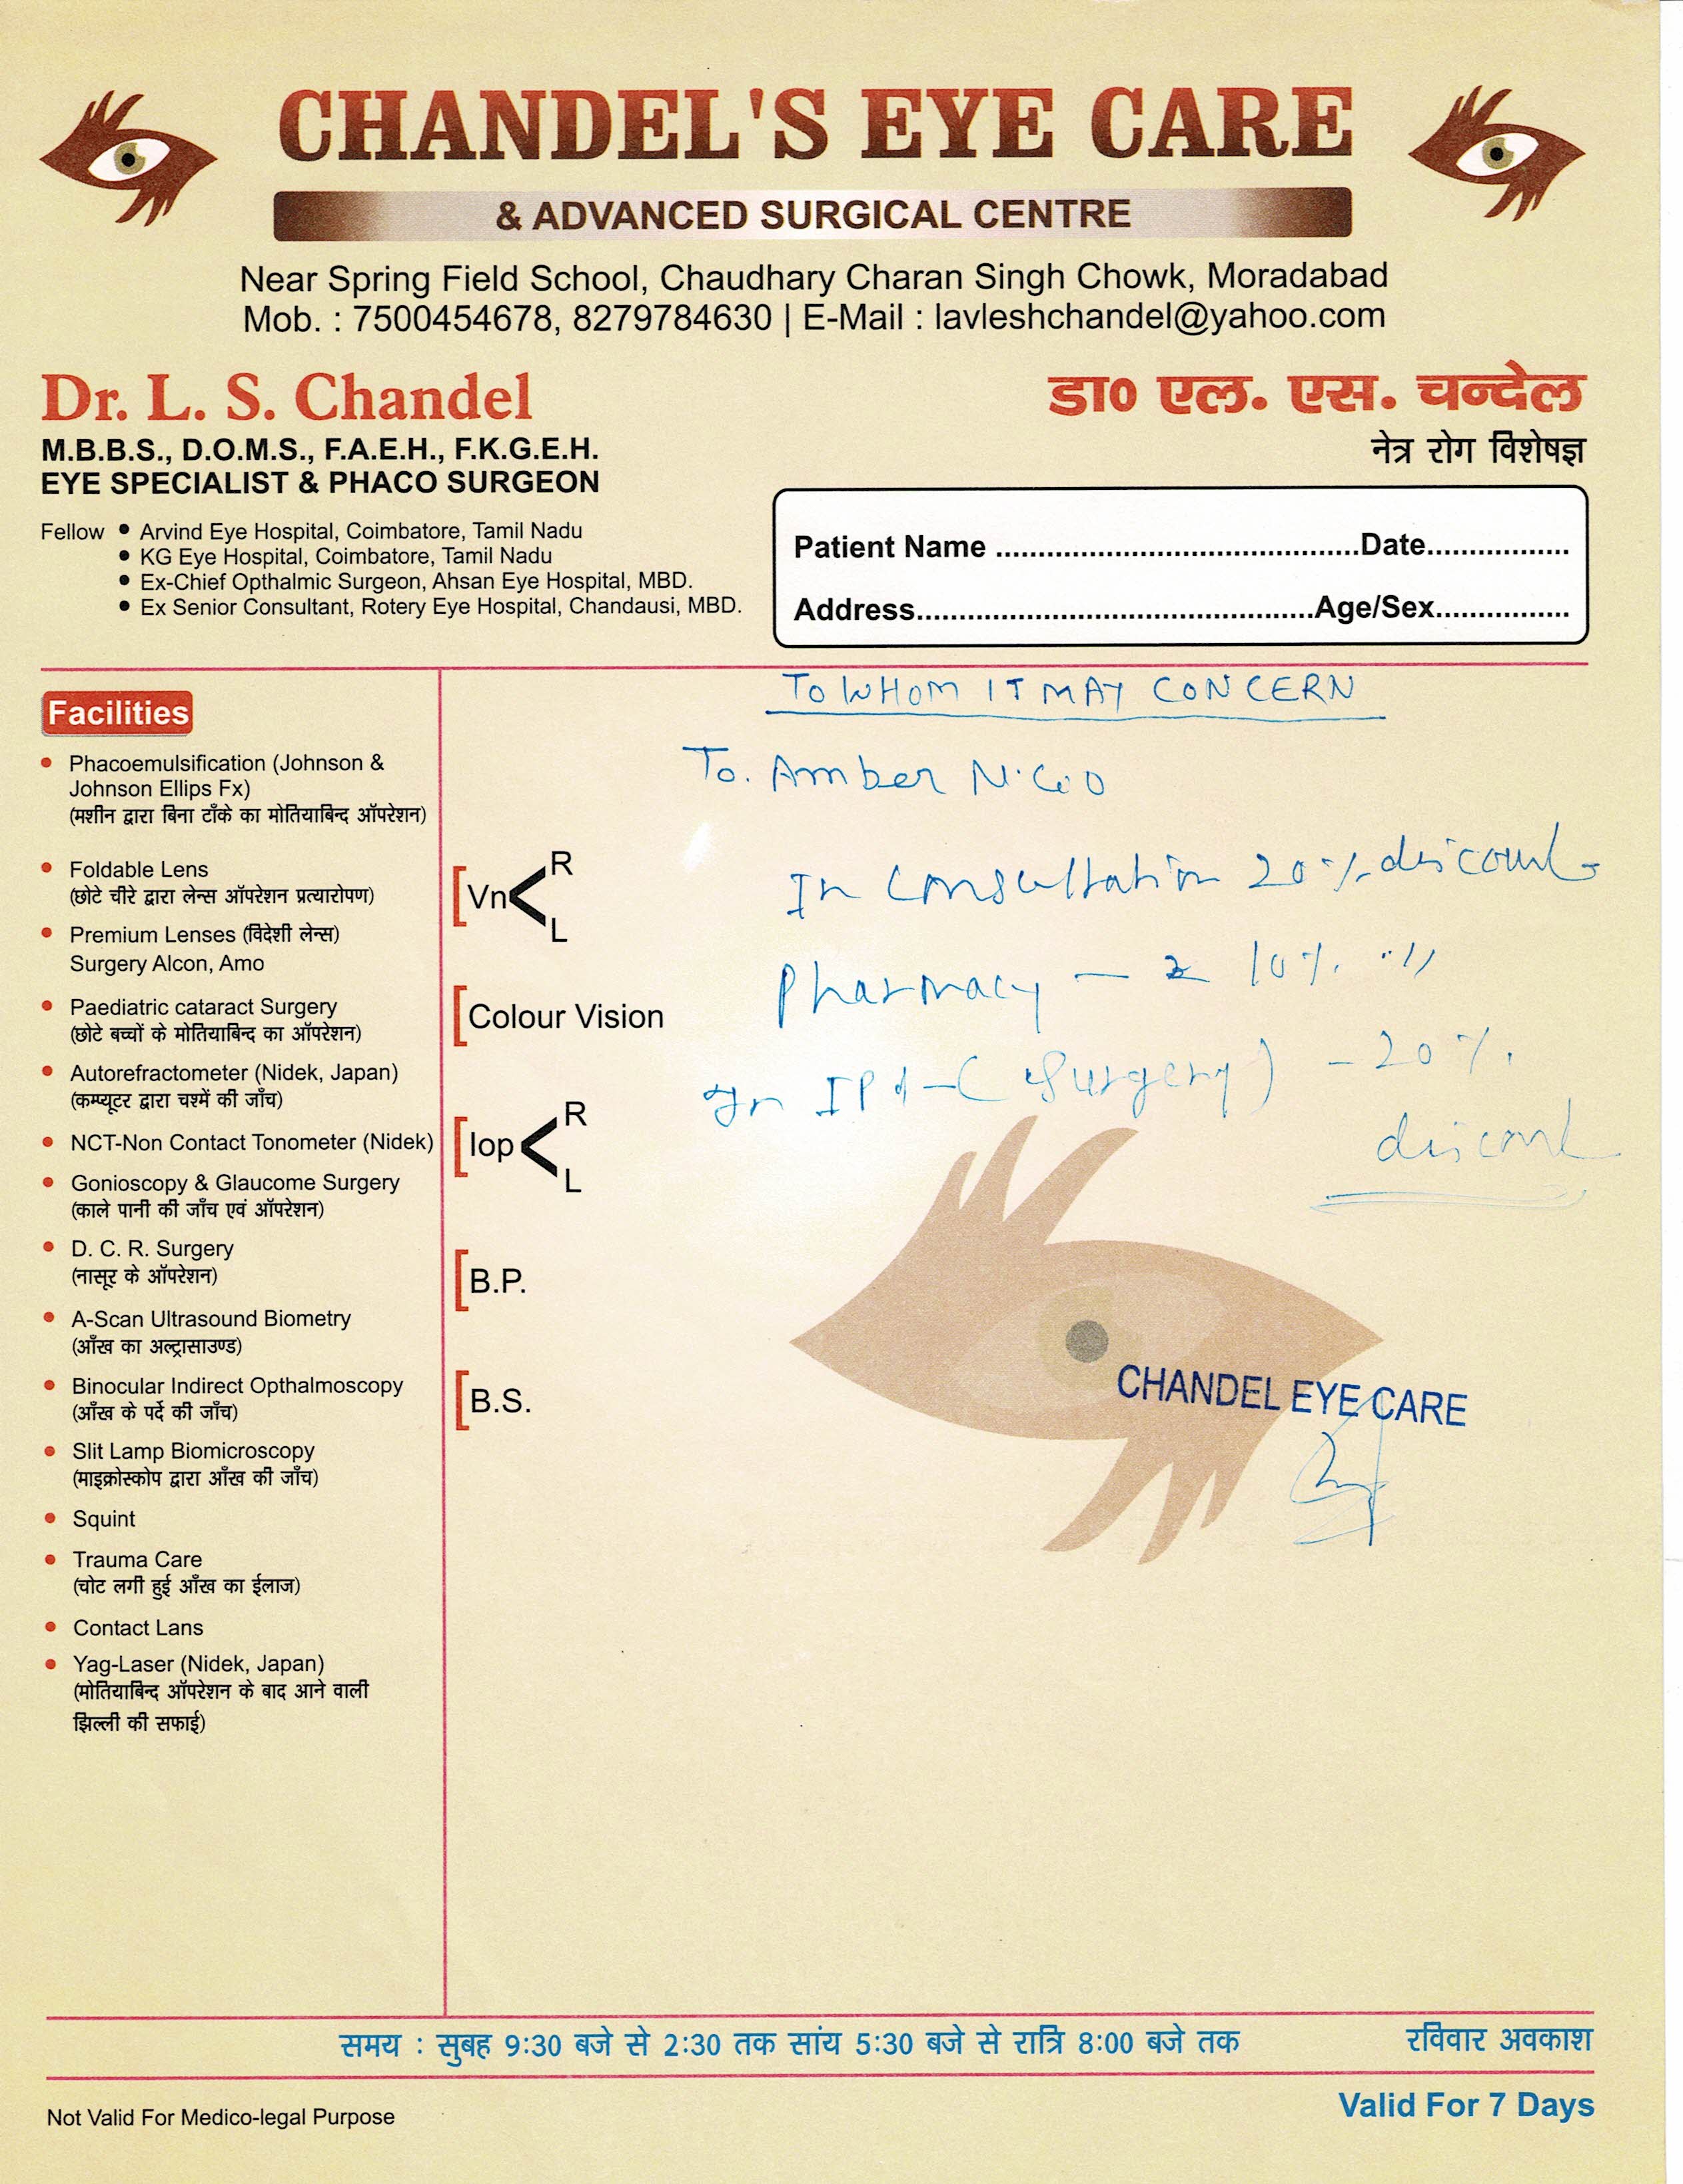 CHANDEL'S EYE CARE
& ADVANCED SURGICAL CENTRE
Near Spring Field School, Chaudhary Charan Singh Chowk, Moradabad
Mob. : 7500454678, 8279784630 | E-Mail : lavleshchandel@yahoo.com
Dr. L. S. Chandel
M.B.B.S., D.O.M.S., F.A.E.H., F.K.G.E.H.
EYE SPECIALIST & PHACO SURGEON
Fellow • Arvind Eye Hospital, Coimbatore, Tamil Nadu
• KG Eye Hospital, Coimbatore, Tamil Nadu
• Ex-Chief Opthalmic Surgeon, Ahsan Eye Hospital, MBD.
• Ex Senior Consultant, Rotery Eye Hospital, Chandausi, MBD.
डा० एल. एस. चन्देल
नेत्र रोग विशेषज्ञ
Patient Name ...........................................Date.................
Address...............................................Age/Sex................
Facilities
• Phacoemulsification (Johnson &
Johnson Ellips Fx)
(मशीन द्वारा बिना टाँके का मोतियाबिन्द ऑपरेशन)
• Foldable Lens
(छोटे चीरे द्वारा लेन्स ऑपरेशन प्रत्यारोपण)
• Premium Lenses (विदेशी लेन्स)
Surgery Alcon, Amo
• Paediatric cataract Surgery
(छोटे बच्चों के मोतियाबिन्द का ऑपरेशन)
• Autorefractometer (Nidek, Japan)
(कम्प्यूटर द्वारा चश्में की जाँच)
• NCT-Non Contact Tonometer (Nidek)
• Gonioscopy & Glaucome Surgery
(काले पानी की जाँच एवं ऑपरेशन)
• D. C. R. Surgery
(नासूर के ऑपरेशन)
• A-Scan Ultrasound Biometry
(आँख का अल्ट्रासाउण्ड)
• Binocular Indirect Opthalmoscopy
(आँख के पर्दे की जाँच)
• Slit Lamp Biomicroscopy
(माइक्रोस्कोप द्वारा आँख की जाँच)
• Squint
• Trauma Care
(चोट लगी हुई आँख का ईलाज)
• Contact Lans
• Yag-Laser (Nidek, Japan)
(मोतियाबिन्द ऑपरेशन के बाद आने वाली
झिल्ली की सफाई)
[Vn< R
L
[Colour Vision
[Iop< R
L
[B.P.
[B.S.
TO WHOM IT MAY CONCERN
To. Amber N.G.O
In Consultation 20% discount
Pharmacy - 10% "
In IPd-(Surgery) - 20%.
discount
CHANDEL EYE CARE
समय : सुबह 9:30 बजे से 2:30 तक सांय 5:30 बजे से रात्रि 8:00 बजे तक
रविवार अवकाश
Not Valid For Medico-legal Purpose
Valid For 7 Days